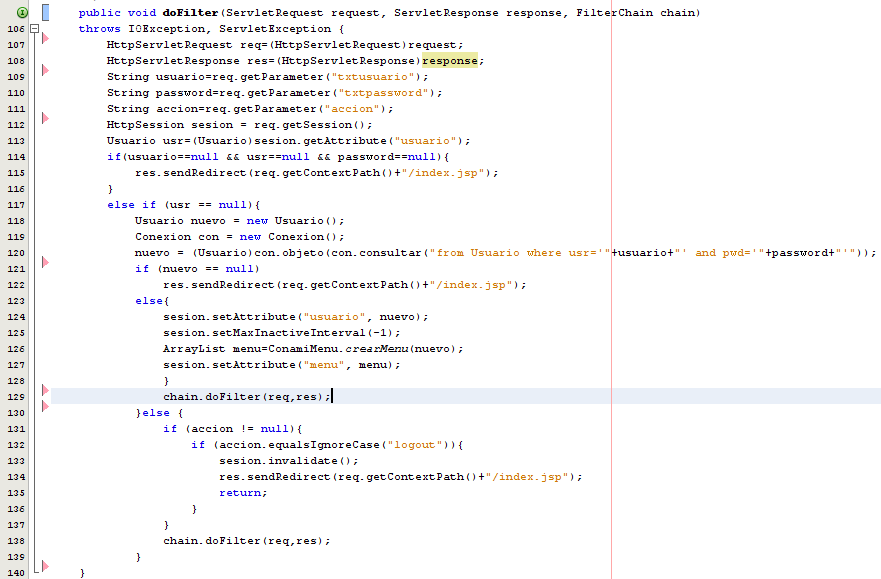 public void doFilter(ServletRequest request, ServletResponse response, FilterChain chain)
106 throws IOException, ServletException {
107 HttpServletRequest req=(HttpServletRequest)request;
108 HttpServletResponse res=(HttpServletResponse)response;
109 String usuario=req.getParameter("txtusuario");
110 String password=req.getParameter("txtpassword");
111 String accion=req.getParameter("accion");
112 HttpSession sesion = req.getSession();
113 Usuario usr=(Usuario)sesion.getAttribute("usuario");
114 if(usuario==null && usr==null && password==null){
115 res.sendRedirect(req.getContextPath()+"/index.jsp");
116 }
117 else if (usr == null){
118 Usuario nuevo = new Usuario();
119 Conexion con = new Conexion();
120 nuevo = (Usuario)con.objeto(con.consultar("from Usuario where usr='"+usuario+"' and pwd='"+password+"'"));
121 if (nuevo == null)
122 res.sendRedirect(req.getContextPath()+"/index.jsp");
123 else{
124 sesion.setAttribute("usuario", nuevo);
125 sesion.setMaxInactiveInterval(-1);
126 ArrayList menu=ConamiMenu.crearMenu(nuevo);
127 sesion.setAttribute("menu", menu);
128 }
129 chain.doFilter(req,res);
130 }else {
131 if (accion != null){
132 if (accion.equalsIgnoreCase("logout")){
133 sesion.invalidate();
134 res.sendRedirect(req.getContextPath()+"/index.jsp");
135 return;
136 }
137 }
138 chain.doFilter(req,res);
139 }
140 }